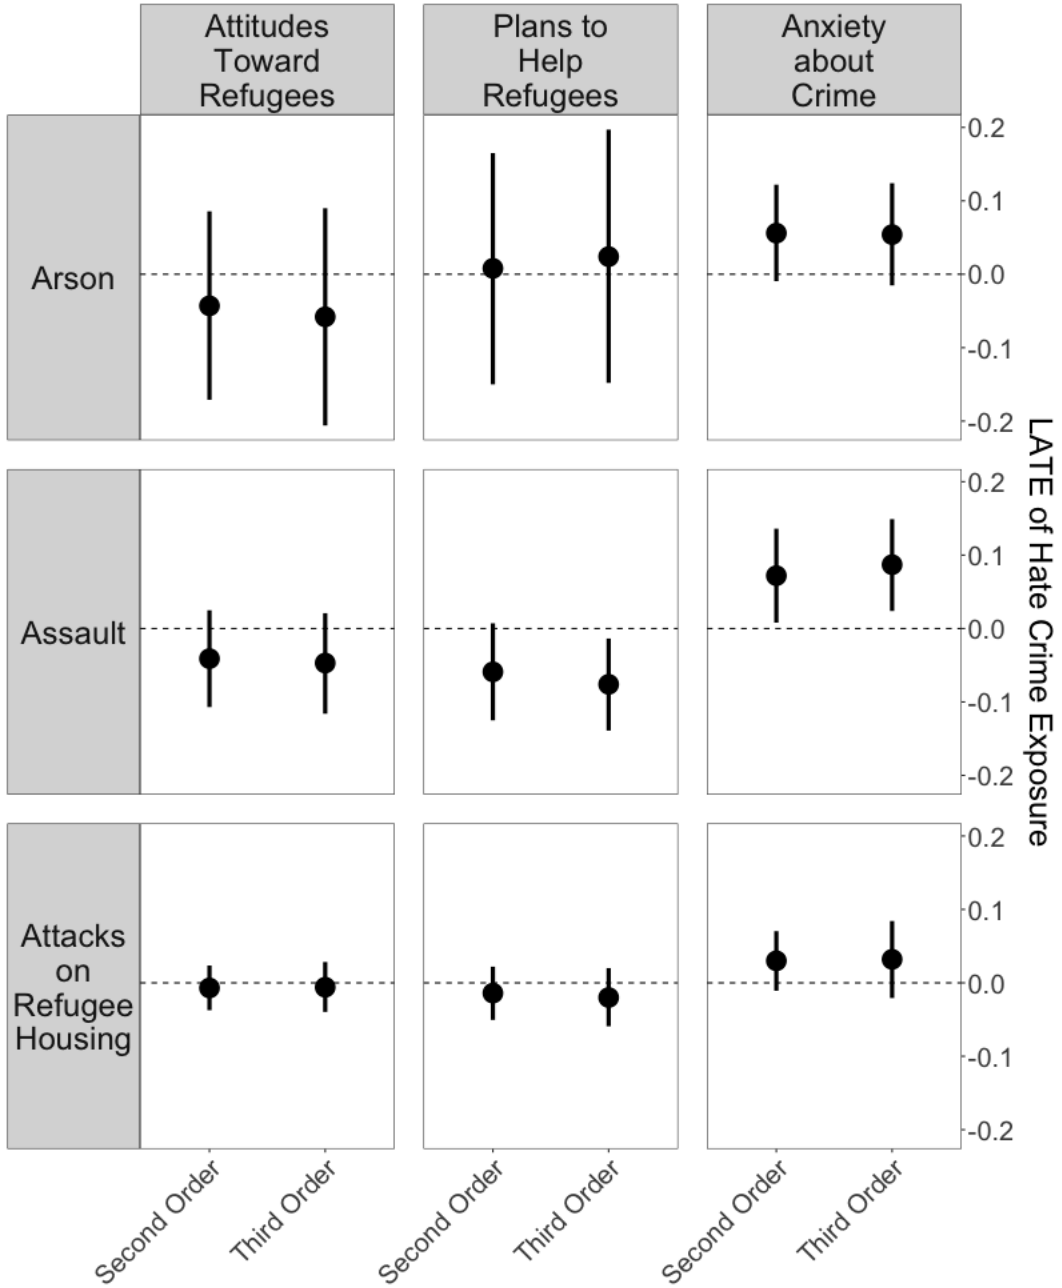 Attitudes
Toward
Refugees
Plans to
Help
Refugees
Anxiety
about
Crime
Arson
0.2
0.1
0.0
-0.1
-0.2
Assault
0.2
0.1
0.0
-0.1
-0.2
Attacks
on
Refugee
Housing
0.2
0.1
0.0
-0.1
-0.2
LATE of Hate Crime Exposure
Second Order
Third Order
Second Order
Third Order
Second Order
Third Order